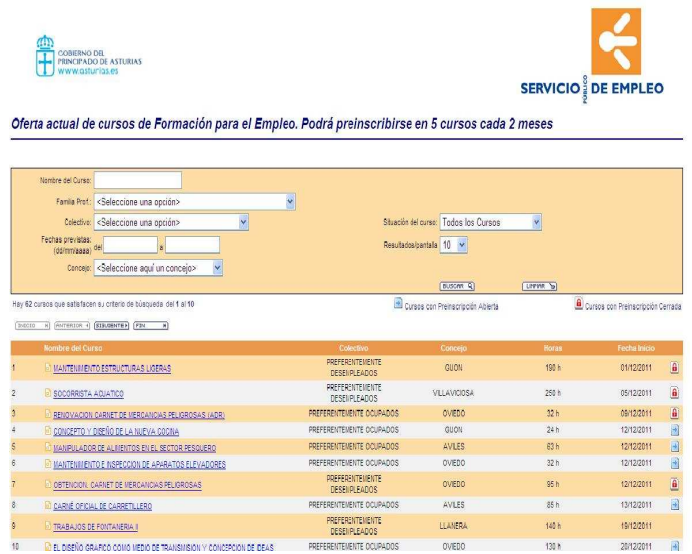 GOBIERNO DEL
PRINCIPADO DE ASTURIAS
www.asturias.es
SERVICIO PÚBLICO DE EMPLEO
Oferta actual de cursos de Formación para el Empleo. Podrá preinscribirse en 5 cursos cada 2 meses
Nombre del Curso:
Familia Prof.: <Seleccione una opción>
Colectivo: <Seleccione una opción> Situación del curso: Todos los Cursos
Fechas previstas: (dd/mm/aaaa) del a Resultados/pantalla 10
Concejo: <Seleccione aquí un concejo>
BUSCAR LIMPIAR
Hay 62 cursos que satisfacen su criterio de búsqueda del 1 al 10 Cursos con Preinscripción Abierta Cursos con Preinscripción Cerrada
INICIO ANTERIOR SIGUIENTE FIN
Nombre del Curso Colectivo Concejo Horas Fecha Inicio
1 MANTENIMIENTO ESTRUCTURAS LIGERAS PREFERENTEMENTE DESEMPLEADOS GIJON 190 h 01/12/2011
2 SOCORRISTA ACUATICO PREFERENTEMENTE DESEMPLEADOS VILLAVICIOSA 250 h 05/12/2011
3 RENOVACION CARNET DE MERCANCIAS PELIGROSAS (ADR) PREFERENTEMENTE OCUPADOS OVIEDO 32 h 09/12/2011
4 CONCEPTO Y DISEÑO DE LA NUEVA COCINA PREFERENTEMENTE OCUPADOS GIJON 24 h 12/12/2011
5 MANIPULADOR DE ALIMENTOS EN EL SECTOR PESQUERO PREFERENTEMENTE OCUPADOS AVILES 63 h 12/12/2011
6 MANTENIMIENTO E INSPECCION DE APARATOS ELEVADORES PREFERENTEMENTE OCUPADOS OVIEDO 32 h 12/12/2011
7 OBTENCION. CARNET DE MERCANCIAS PELIGROSAS PREFERENTEMENTE DESEMPLEADOS OVIEDO 95 h 12/12/2011
8 CARNÉ OFICIAL DE CARRETILLERO PREFERENTEMENTE OCUPADOS AVILES 85 h 13/12/2011
9 TRABAJOS DE FONTANERIA II PREFERENTEMENTE DESEMPLEADOS LLANERA 140 h 19/12/2011
10 EL DISEÑO GRAFICO COMO MEDIO DE TRANSMISION Y CONCEPCION DE IDEAS PREFERENTEMENTE OCUPADOS OVIEDO 130 h 20/12/2011